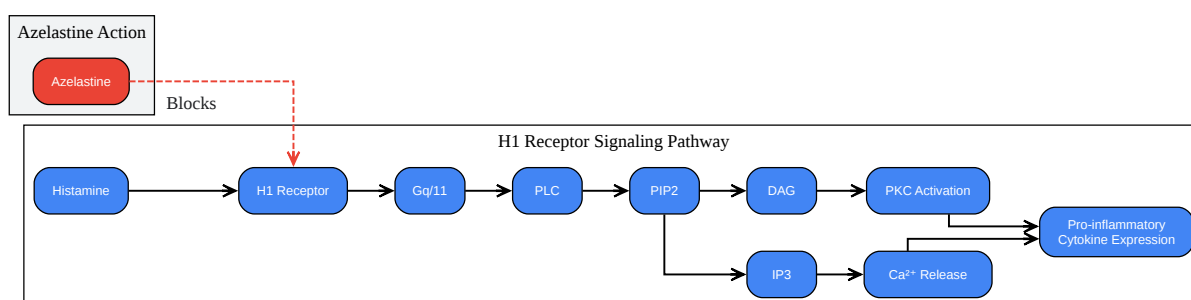 Azelastine Action
Azelastine
Blocks
H1 Receptor Signaling Pathway
Histamine
H1 Receptor
Gq/11
PLC
PIP2
DAG
PKC Activation
Pro-inflammatory
Cytokine Expression
IP3
Ca²⁺ Release